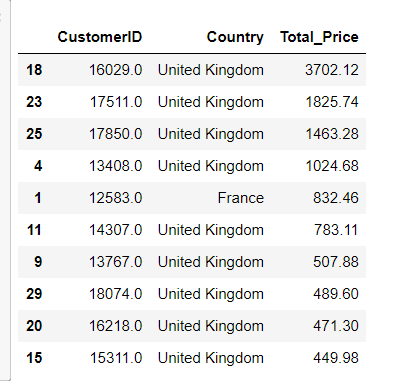 CustomerID Country Total_Price
18 16029.0 United Kingdom 3702.12
23 17511.0 United Kingdom 1825.74
25 17850.0 United Kingdom 1463.28
4 13408.0 United Kingdom 1024.68
1 12583.0 France 832.46
11 14307.0 United Kingdom 783.11
9 13767.0 United Kingdom 507.88
29 18074.0 United Kingdom 489.60
20 16218.0 United Kingdom 471.30
15 15311.0 United Kingdom 449.98